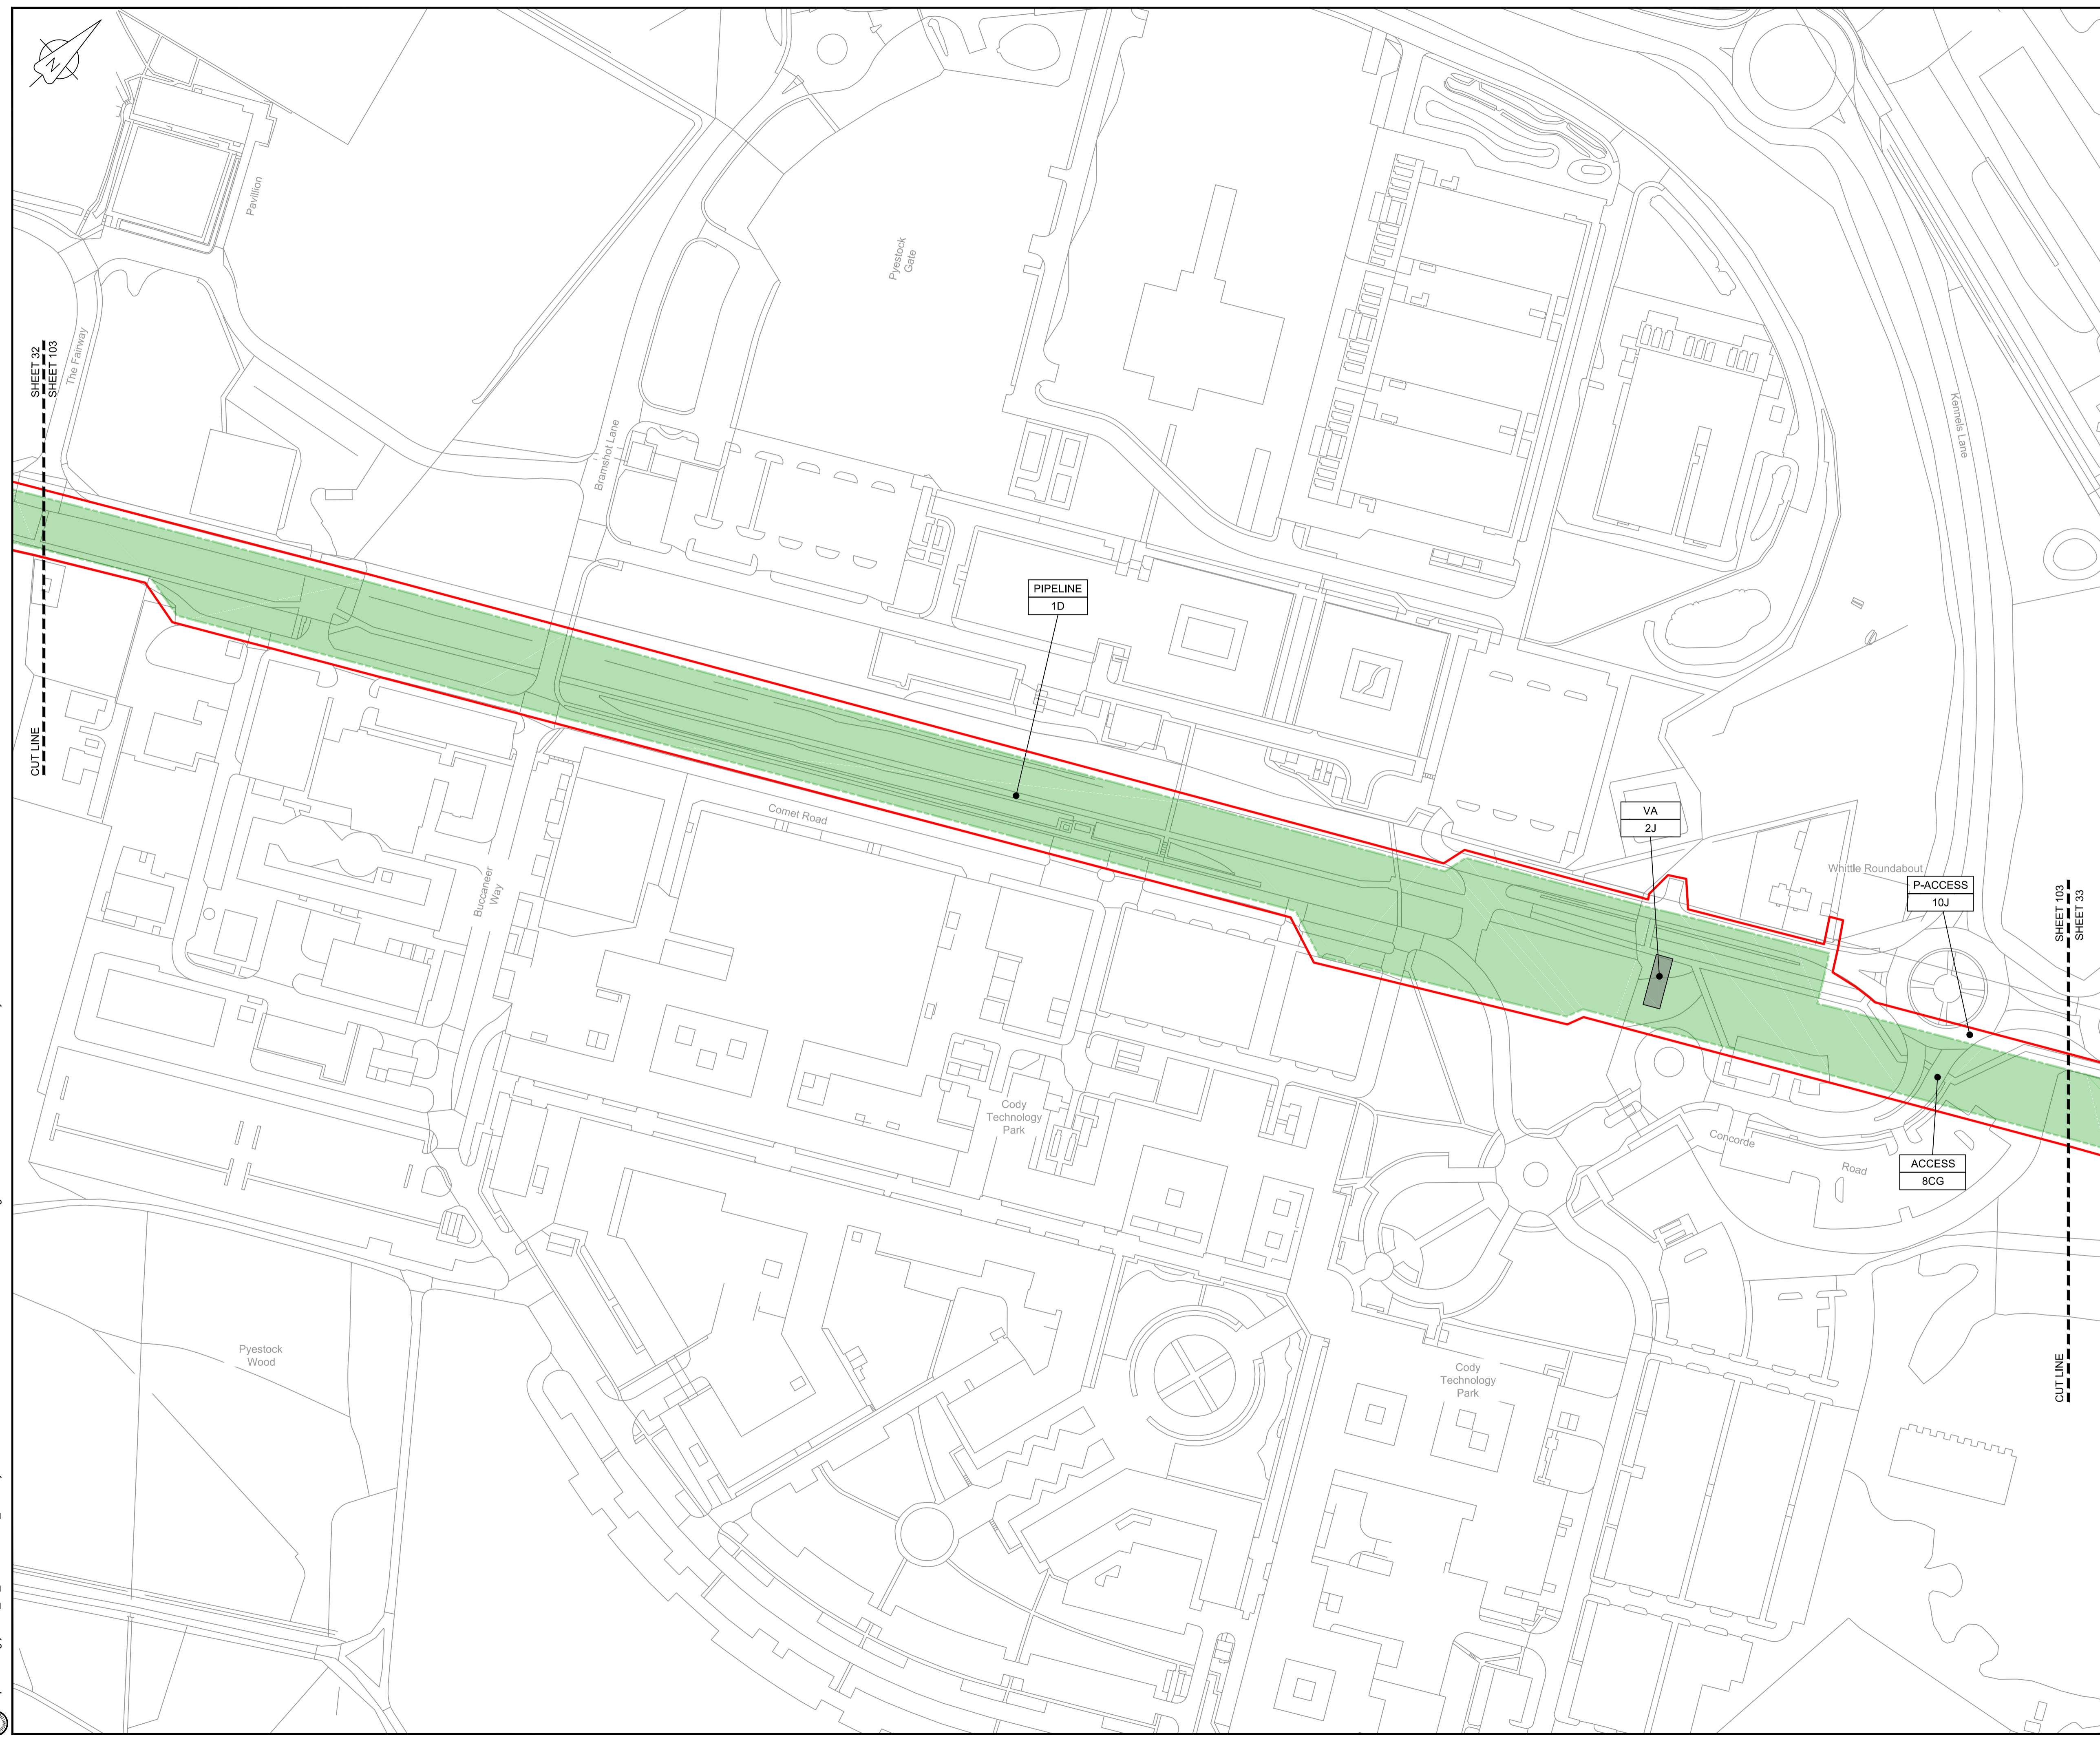 N
Pavillion
Pyestock
Gate
SHEET 32
SHEET 103
The Fairway
Bramshot Lane
Kennels Lane
PIPELINE
1D
CUT LINE
Comet Road
VA
2J
Buccaneer
Way
Whittle Roundabout
P-ACCESS
10J
SHEET 103
SHEET 33
Cody
Technology
Park
Concorde
Road
ACCESS
8CG
Pyestock
Wood
Cody
Technology
Park
CUT LINE